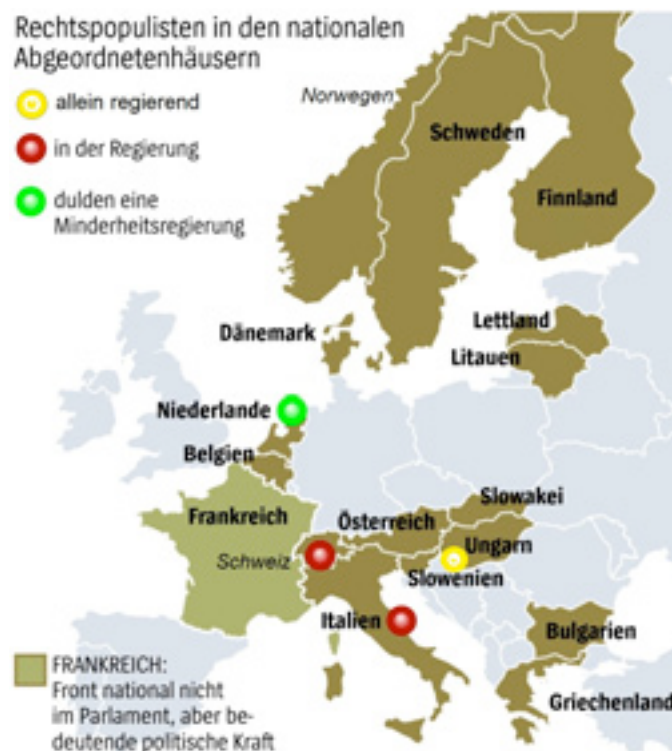 Rechtspopulisten in den nationalen
Abgeordnetenhäusern
allein regierend
in der Regierung
dulden eine
Minderheitsregierung
Norwegen
Schweden
Finnland
Lettland
Dänemark
Litauen
Niederlande
Belgien
Slowakei
Frankreich
Österreich
Ungarn
Schweiz
Slowenien
Italien
Bulgarien
FRANKREICH:
Front national nicht
im Parlament, aber be-
deutende politische Kraft
Griechenland